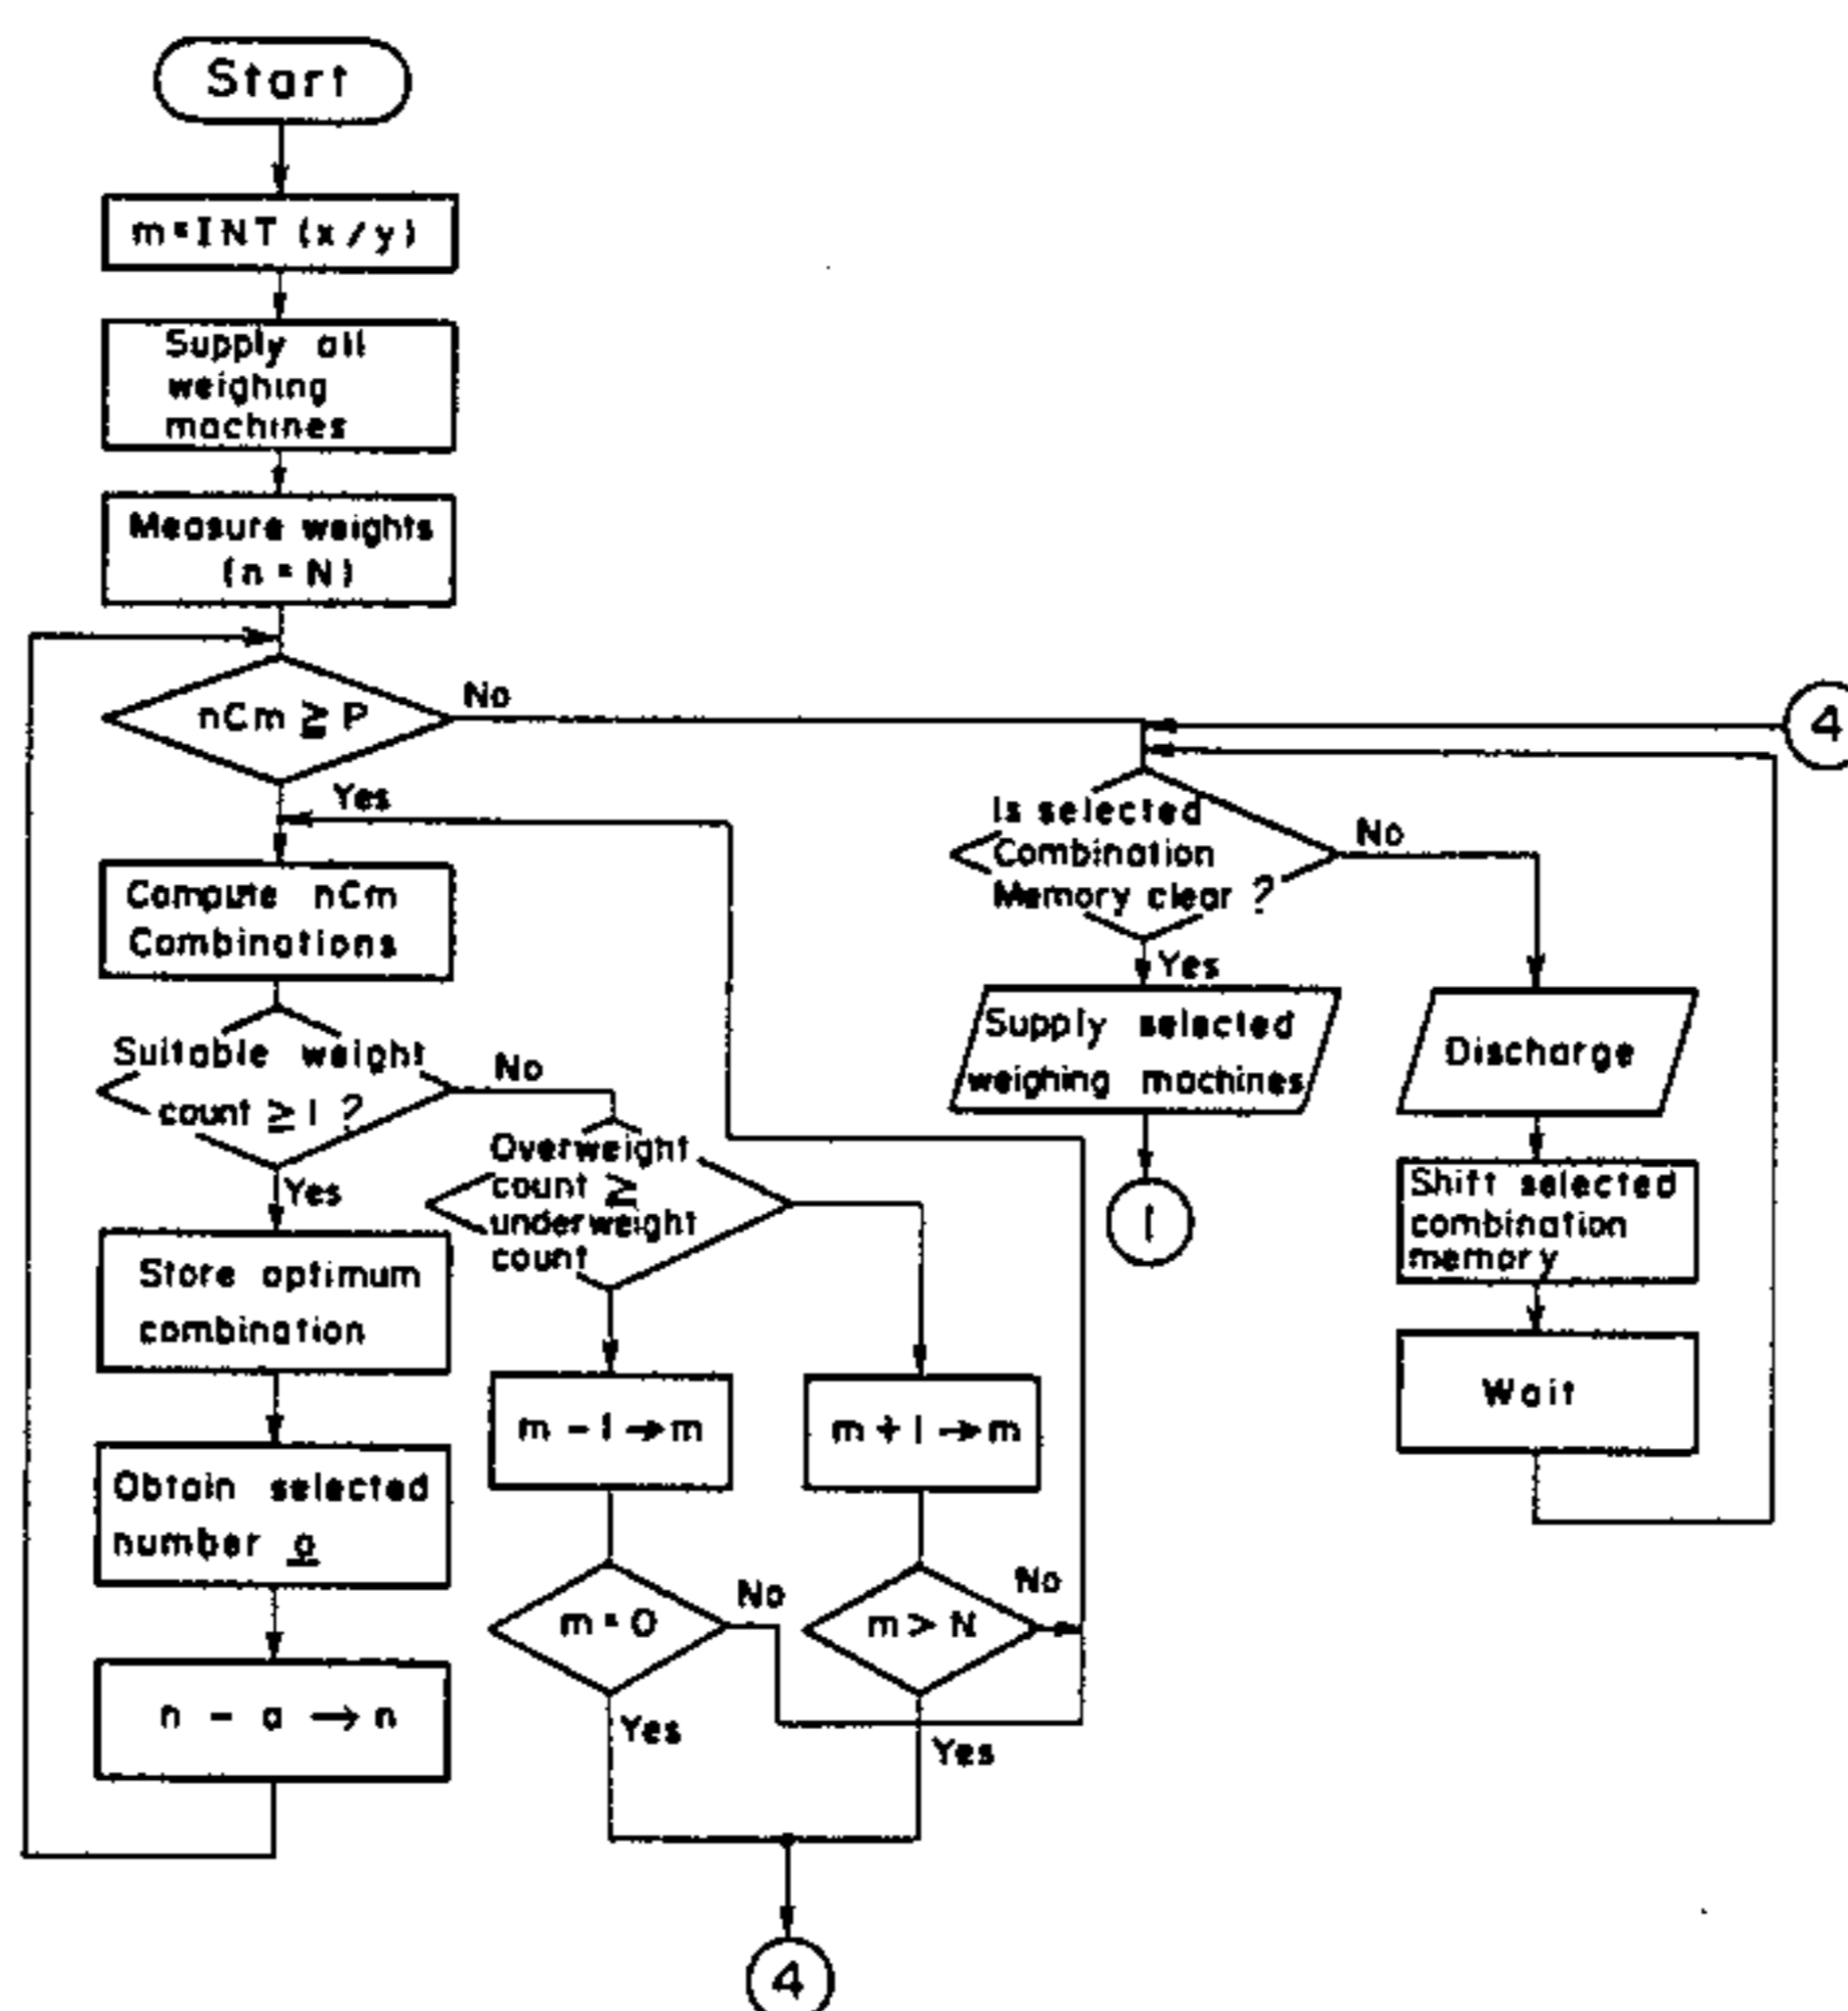 Start
m=INT (x/y)
Supply all
weighing
machines
Measure weights
(n=N)
nCm ≧ P
No
Yes
Compute nCm
Combinations
Suitable weight
count ≥ 1 ?
No
Yes
Store optimum
combination
Obtain selected
number a
n - a → n
Overweight
count ≥
underweight
count
m - 1 → m
m + 1 → m
m = 0
No
Yes
m > N
No
Yes
4
4
Is selected
Combination
Memory clear ?
No
Yes
Supply selected
weighing machines
1
Discharge
Shift selected
combination
memory
Wait